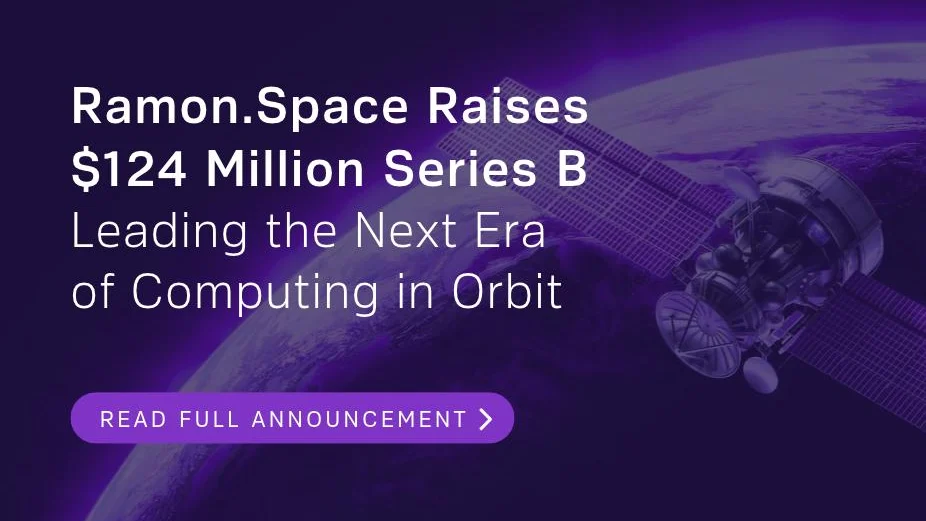 Ramon.Space Raises
$124 Million Series B
Leading the Next Era
of Computing in Orbit
READ FULL ANNOUNCEMENT